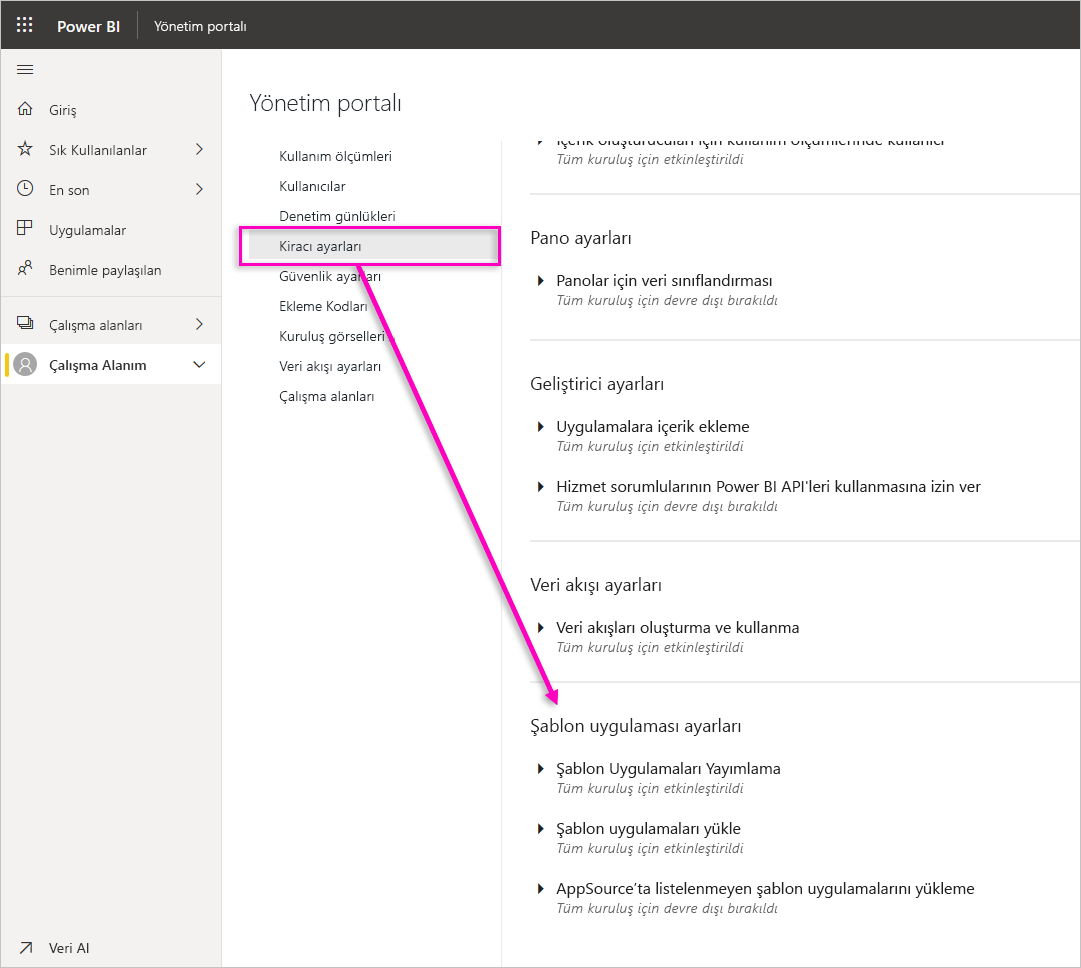 Power BI
Yönetim portalı
Giriş
Sık Kullanılanlar
En son
Uygulamalar
Benimle paylaşılan
Çalışma alanları
Çalışma Alanım
Veri Al
Yönetim portalı
Kullanım ölçümleri
Kullanıcılar
Denetim günlükleri
Kiracı ayarları
Güvenlik ayarları
Ekleme Kodları
Kuruluş görselleri
Veri akışı ayarları
Çalışma alanları
İçerik oluşturucuları için kullanım ölçümlerinde kullanıcı
Tüm kuruluş için etkinleştirildi
Pano ayarları
Panolar için veri sınıflandırması
Tüm kuruluş için devre dışı bırakıldı
Geliştirici ayarları
Uygulamalara içerik ekleme
Tüm kuruluş için etkinleştirildi
Hizmet sorumlularının Power BI API'leri kullanmasına izin ver
Tüm kuruluş için devre dışı bırakıldı
Veri akışı ayarları
Veri akışları oluşturma ve kullanma
Tüm kuruluş için etkinleştirildi
Şablon uygulaması ayarları
Şablon Uygulamaları Yayımlama
Tüm kuruluş için etkinleştirildi
Şablon uygulamaları yükle
Tüm kuruluş için etkinleştirildi
AppSource’ta listelenmeyen şablon uygulamalarını yükleme
Tüm kuruluş için devre dışı bırakıldı